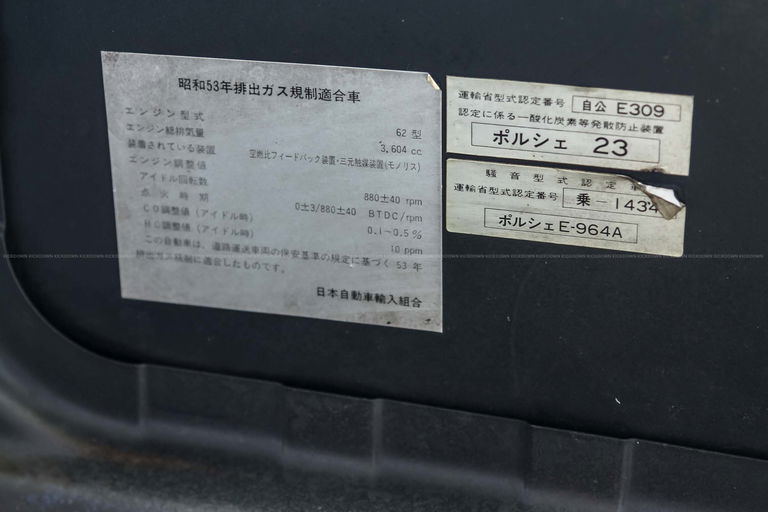 昭和53年排出ガス規制適合車
エンジン型式 62 型
エンジン総排気量 3,604 cc
装着されている装置 空燃比フィードバック装置・三元触媒装置(モノリス)
エンジン調整値
アイドル回転数 880±40 rpm
点火時期 0±3/880±40 BTDC/rpm
CO調整値(アイドル時) 0.1~0.5 %
HC調整値(アイドル時) 10 ppm
この自動車は、道路運送車両の保安基準の規定に基づく 53 年
排出ガス規制に適合したものです。
日本自動車輸入組合
運輸省型式認定番号 自公 E309
認定に係る一酸化炭素等発散防止装置
ポルシェ 23
騒音型式認定
運輸省型式認定番号 乗-1434
ポルシェE-964A